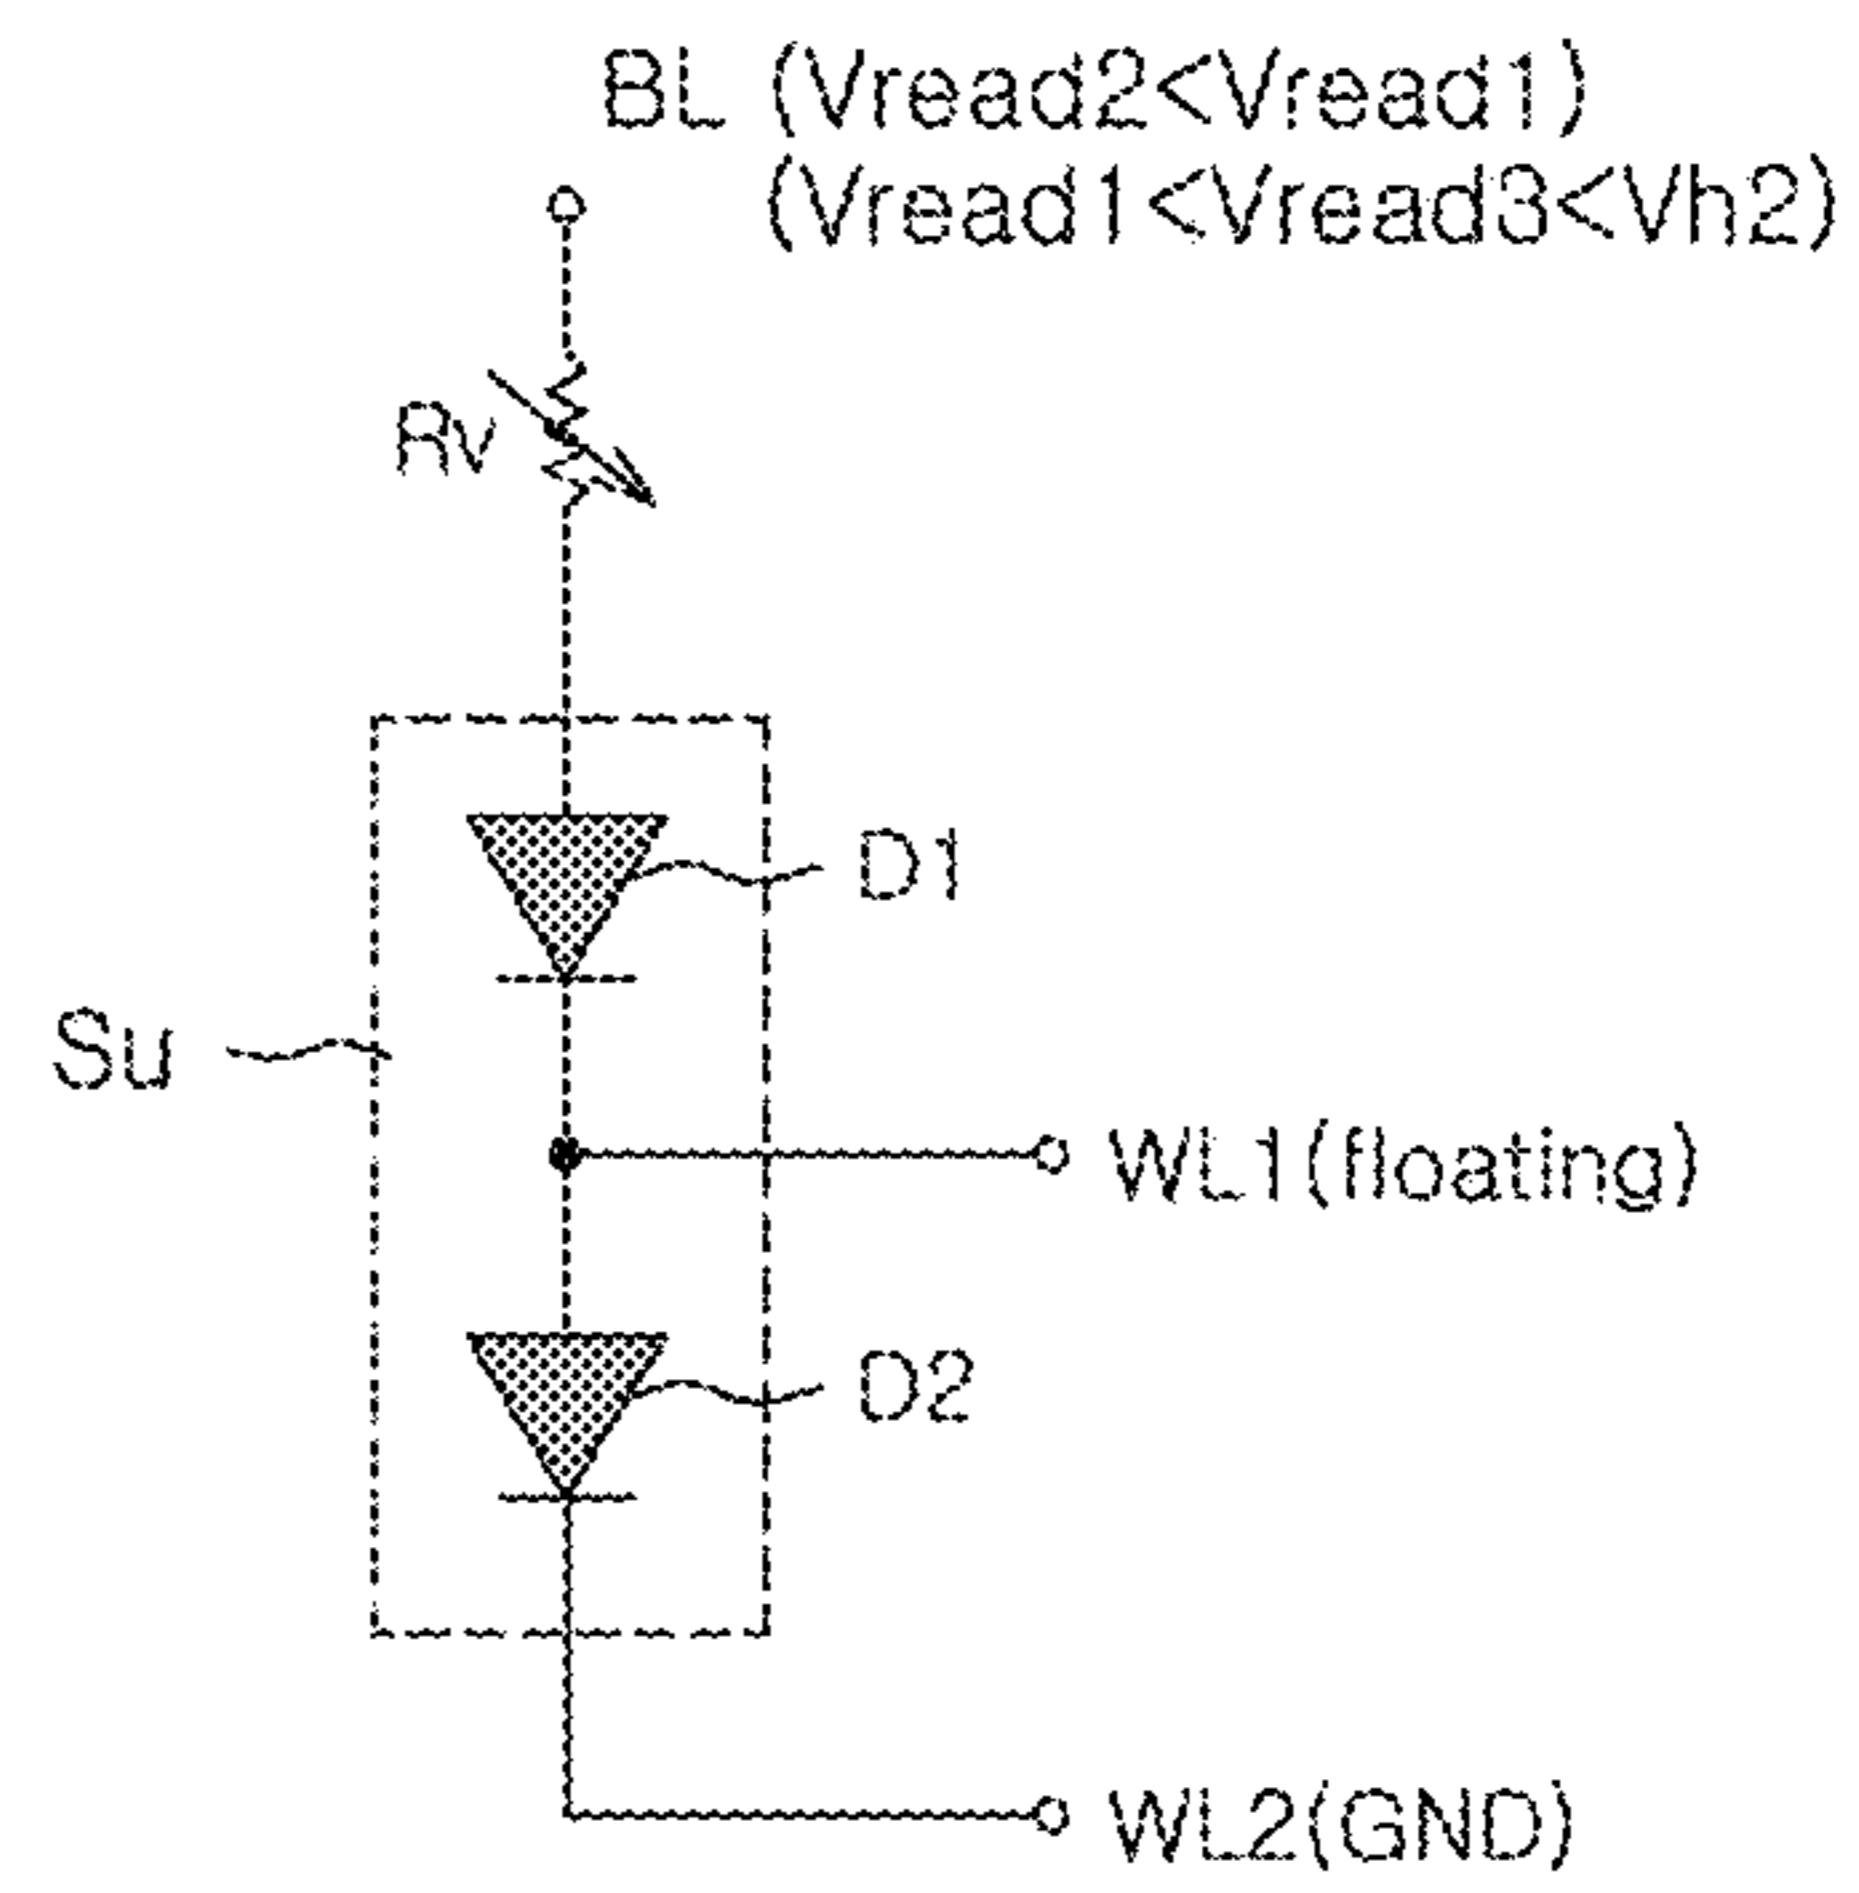 BL (Vread2<Vread1)
(Vread1<Vread3<Vh2)
Rv
D1
Su
WL1(floating)
D2
WL2(GND)